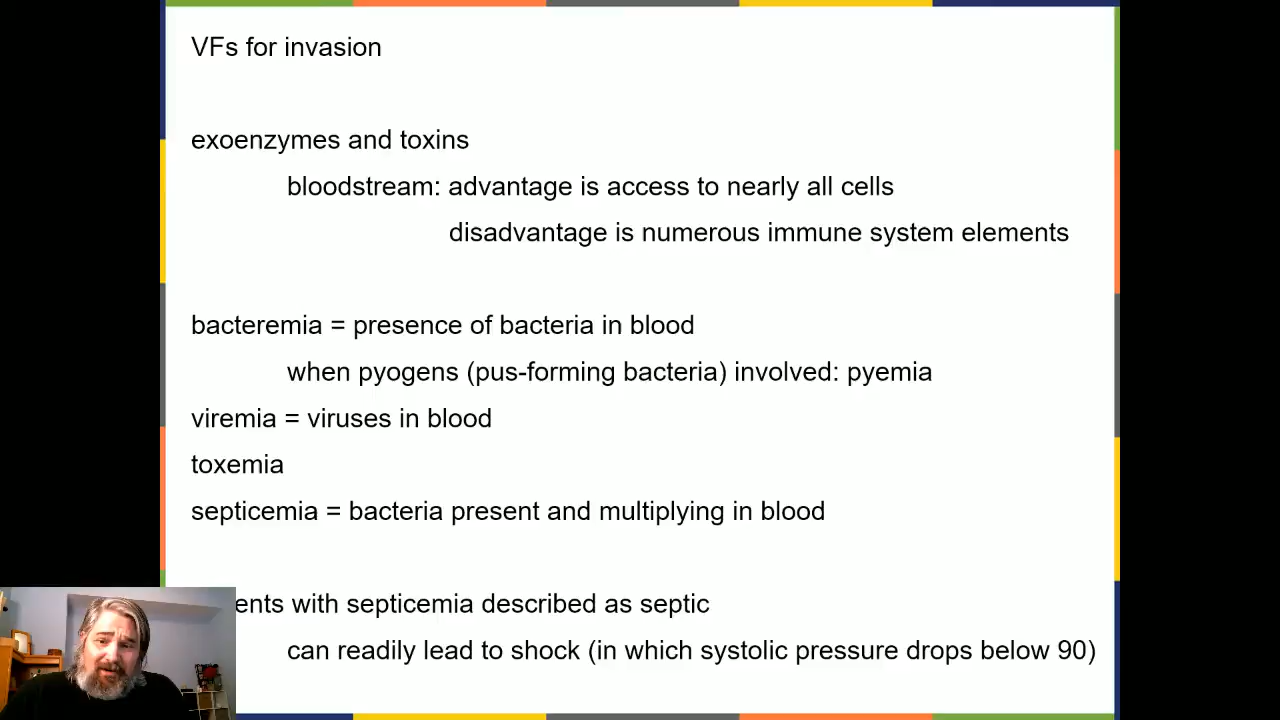 VFs for invasion
exoenzymes and toxins
bloodstream: advantage is access to nearly all cells
disadvantage is numerous immune system elements
bacteremia = presence of bacteria in blood
when pyogens (pus-forming bacteria) involved: pyemia
viremia = viruses in blood
toxemia
septicemia = bacteria present and multiplying in blood
with septicemia described as septic
can readily lead to shock (in which systolic pressure drops below 90)